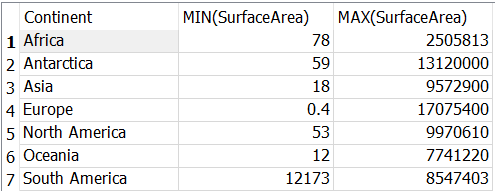 Continent MIN(SurfaceArea) MAX(SurfaceArea)
1 Africa 78 2505813
2 Antarctica 59 13120000
3 Asia 18 9572900
4 Europe 0.4 17075400
5 North America 53 9970610
6 Oceania 12 7741220
7 South America 12173 8547403